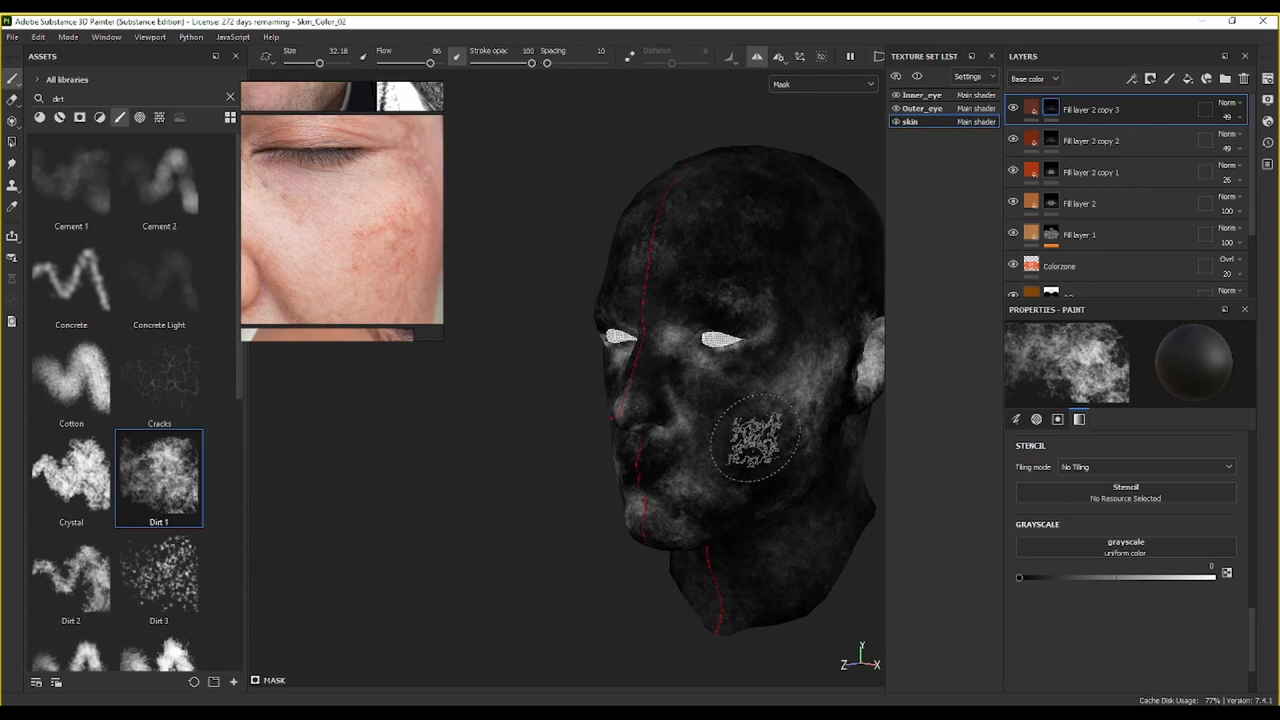 Adobe Substance 3D Painter (Substance Edition) - License: 272 days remaining - Skin_Color_02
File Edit Mode Window Viewport Python JavaScript Help
ASSETS
Size 32.18 Flow 86 Stroke opac 100 Spacing 10 Distance 8
TEXTURE SET LIST
LAYERS
All libraries
Settings
Base color
Mask
dirt
Inner_eye Main shader
Outer_eye Main shader
skin Main shader
Fill layer 2 copy 3 Norm 49
Fill layer 2 copy 2 Norm 49
Fill layer 2 copy 1 Norm 26
Fill layer 2 Norm 100
Fill layer 1 Norm 100
Colorzone Ovrl 20
Norm
Cement 1 Cement 2
Concrete Concrete Light
Cotton Cracks
Crystal Dirt 1
Dirt 2 Dirt 3
PROPERTIES - PAINT
STENCIL
Tiling mode No Tiling
Stencil
No Resource Selected
GRAYSCALE
grayscale
uniform color
0
Y
Z X
MASK
Cache Disk Usage: 77% | Version: 7.4.1